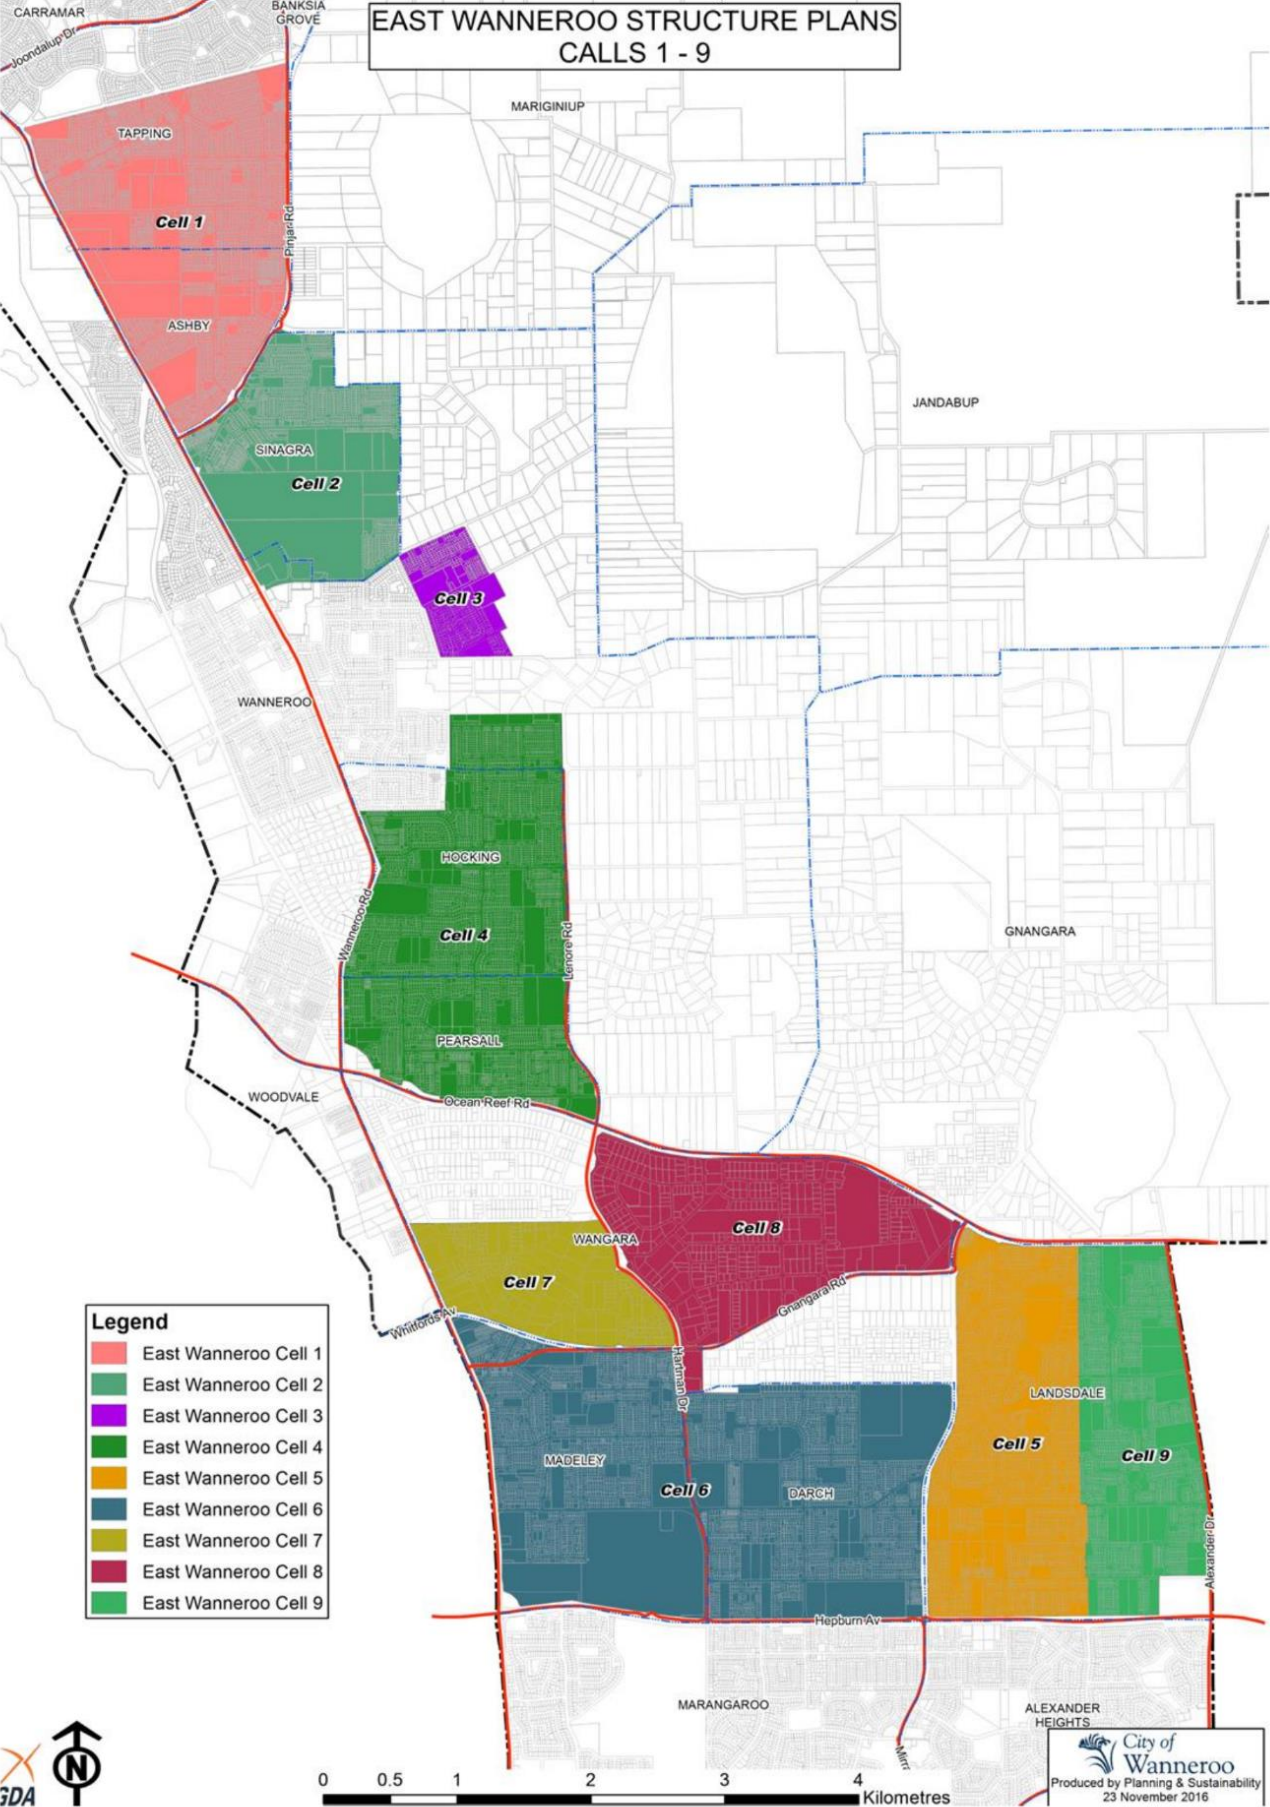 CARRAMAR
BANKSIA
GROVE
Joondalup Dr
EAST WANNEROO STRUCTURE PLANS
CALLS 1 - 9
MARIGINIUP
TAPPING
Cell 1
Pinjar Rd
ASHBY
JANDABUP
SINAGRA
Cell 2
Cell 3
WANNEROO
HOCKING
Wanneroo Rd
Cell 4
Lenore Rd
GNANGARA
PEARSALL
WOODVALE
Ocean Reef Rd
Cell 8
WANGARA
Cell 7
Gnangara Rd
Whitfords Av
Hartman Dr
LANDSDALE
Cell 5
Cell 9
MADELEY
Cell 6
DARCH
Alexander Dr
Hepburn Av
Legend
East Wanneroo Cell 1
East Wanneroo Cell 2
East Wanneroo Cell 3
East Wanneroo Cell 4
East Wanneroo Cell 5
East Wanneroo Cell 6
East Wanneroo Cell 7
East Wanneroo Cell 8
East Wanneroo Cell 9
MARANGAROO
ALEXANDER
HEIGHTS
Mirra
N
GDA
0 0.5 1 2 3 4
Kilometres
City of
Wanneroo
Produced by Planning & Sustainability
23 November 2016